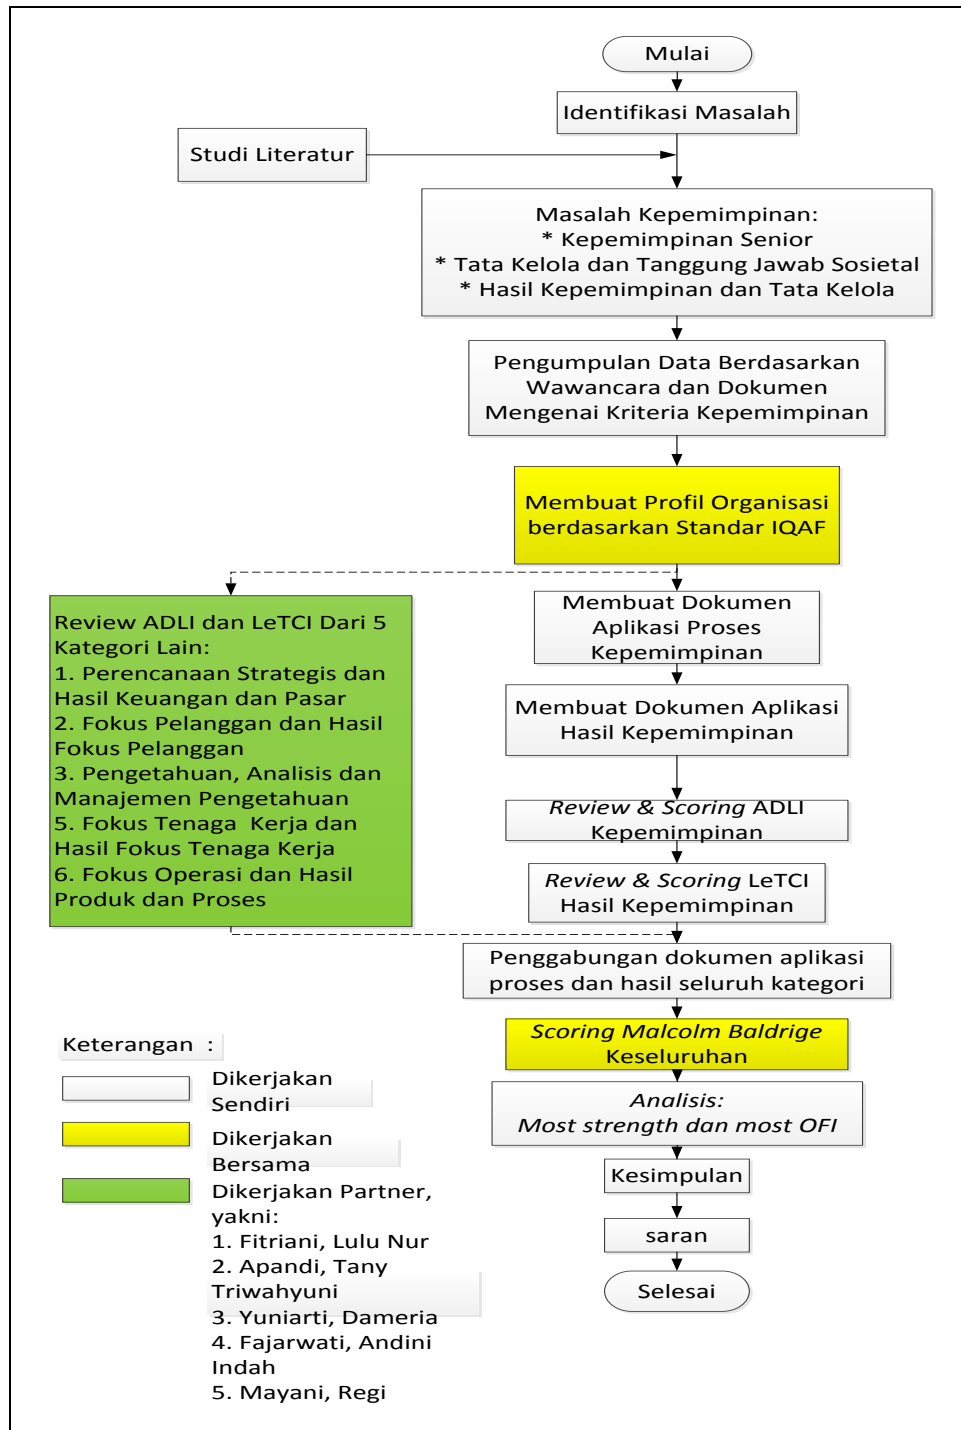 Mulai
Identifikasi Masalah
Studi Literatur
Masalah Kepemimpinan:
* Kepemimpinan Senior
* Tata Kelola dan Tanggung Jawab Sosietal
* Hasil Kepemimpinan dan Tata Kelola
Pengumpulan Data Berdasarkan
Wawancara dan Dokumen
Mengenai Kriteria Kepemimpinan
Membuat Profil Organisasi
berdasarkan Standar IQAF
Review ADLI dan LeTCI Dari 5
Kategori Lain:
1. Perencanaan Strategis dan
Hasil Keuangan dan Pasar
2. Fokus Pelanggan dan Hasil
Fokus Pelanggan
3. Pengetahuan, Analisis dan
Manajemen Pengetahuan
5. Fokus Tenaga  Kerja dan
Hasil Fokus Tenaga Kerja
6. Fokus Operasi dan Hasil
Produk dan Proses
Membuat Dokumen
Aplikasi Proses
Kepemimpinan
Membuat Dokumen Aplikasi
Hasil Kepemimpinan
Review & Scoring ADLI
Kepemimpinan
Review & Scoring LeTCI
Hasil Kepemimpinan
Penggabungan dokumen aplikasi
proses dan hasil seluruh kategori
Scoring Malcolm Baldrige
Keseluruhan
Analisis:
Most strength dan most OFI
Kesimpulan
saran
Selesai
Keterangan  :
Dikerjakan
Sendiri
Dikerjakan
Bersama
Dikerjakan Partner,
yakni:
1. Fitriani, Lulu Nur
2. Apandi, Tany
Triwahyuni
3. Yuniarti, Dameria
4. Fajarwati, Andini
Indah
5. Mayani, Regi